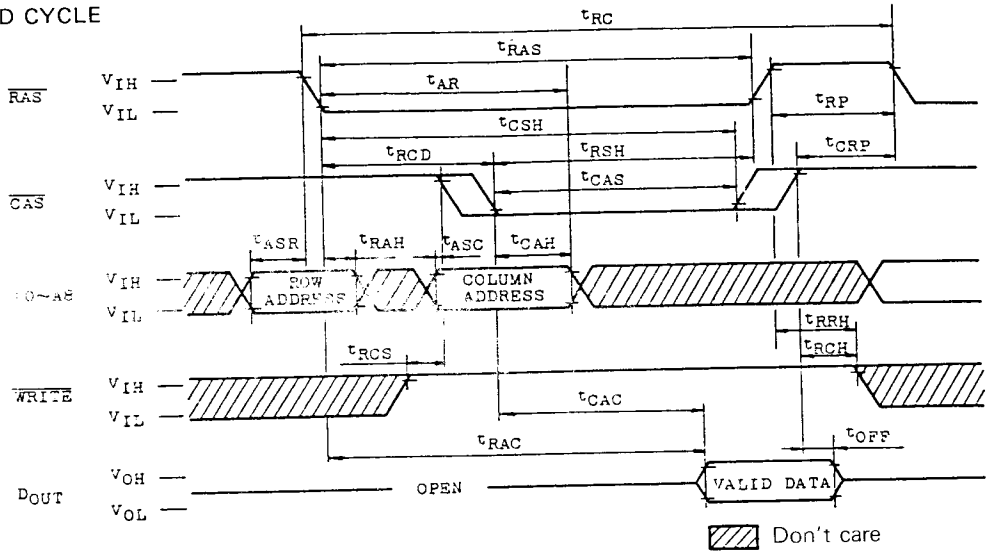 D CYCLE
tRC
tRAS
tAR
tRP
tCSH
tRCD
tRSH
tCRP
tCAS
RAS
VIH
VIL
CAS
VIH
VIL
tASR
tRAH
tASC
tCAH
0~A8
VIH
VIL
ROW
ADDRESS
COLUMN
ADDRESS
tRRH
tRCH
tRCS
WRITE
VIH
VIL
tCAC
tRAC
tOFF
DOUT
VOH
VOL
OPEN
VALID DATA
Don't care